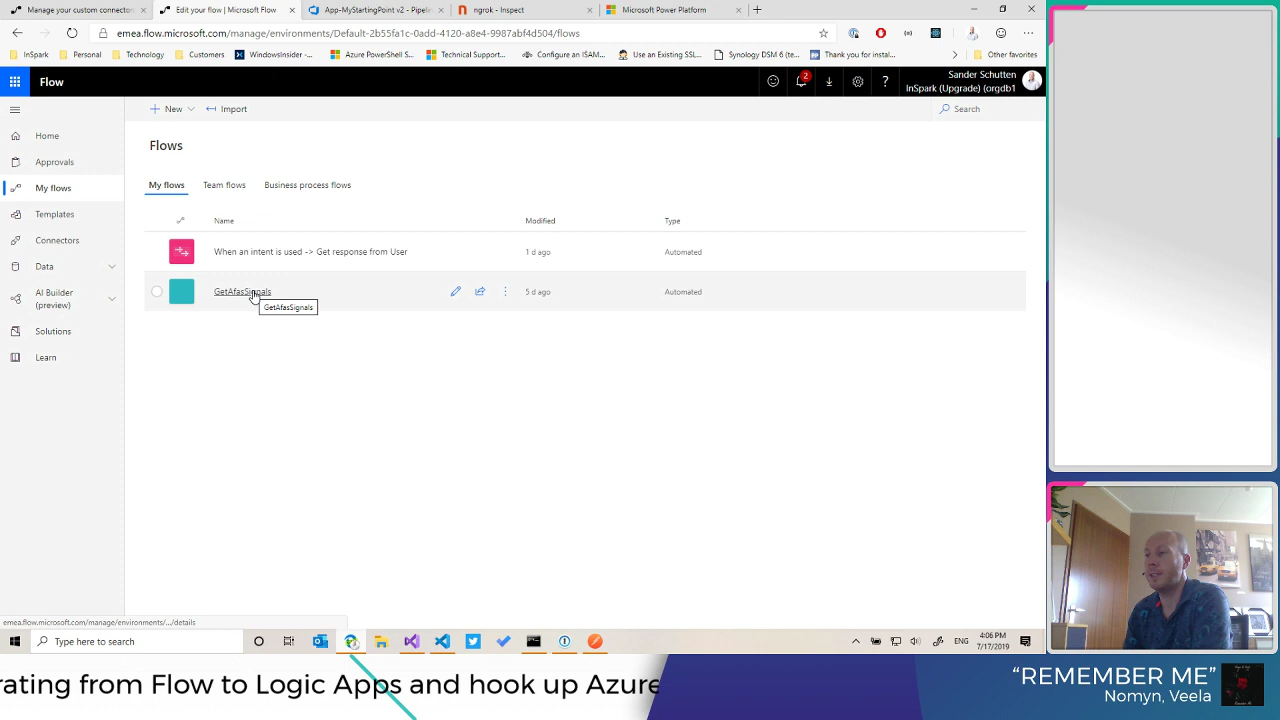 Manage your custom connectors
Edit your flow | Microsoft Flow
App-MyStartingPoint v2 - Pipeline
ngrok - Inspect
Microsoft Power Platform
emea.flow.microsoft.com/manage/environments/Default-2b55fa1c-0add-4120-a8e4-9987abf4d504/flows
InSpark
Personal
Technology
Customers
WindowsInsider -...
Azure PowerShell...
Technical Support...
Configure an ISAM...
Use an Existing SSL...
Synology DSM 6 (te...
Thank you for instal...
Other favorites
Flow
2
Sander Schutten
InSpark (Upgrade) (orgdb1
New
Import
Search
Home
Approvals
My flows
Templates
Connectors
Data
AI Builder
(preview)
Solutions
Learn
Flows
My flows
Team flows
Business process flows
Name
Modified
Type
When an intent is used -> Get response from User
1 d ago
Automated
GetAfasSignals
5 d ago
Automated
GetAfasSignals
emea.flow.microsoft.com/manage/environments/.../details
Type here to search
ENG
4:06 PM
7/17/2019
rating from Flow to Logic Apps and hook up Azure
“REMEMBER ME”
Nomyn, Veela